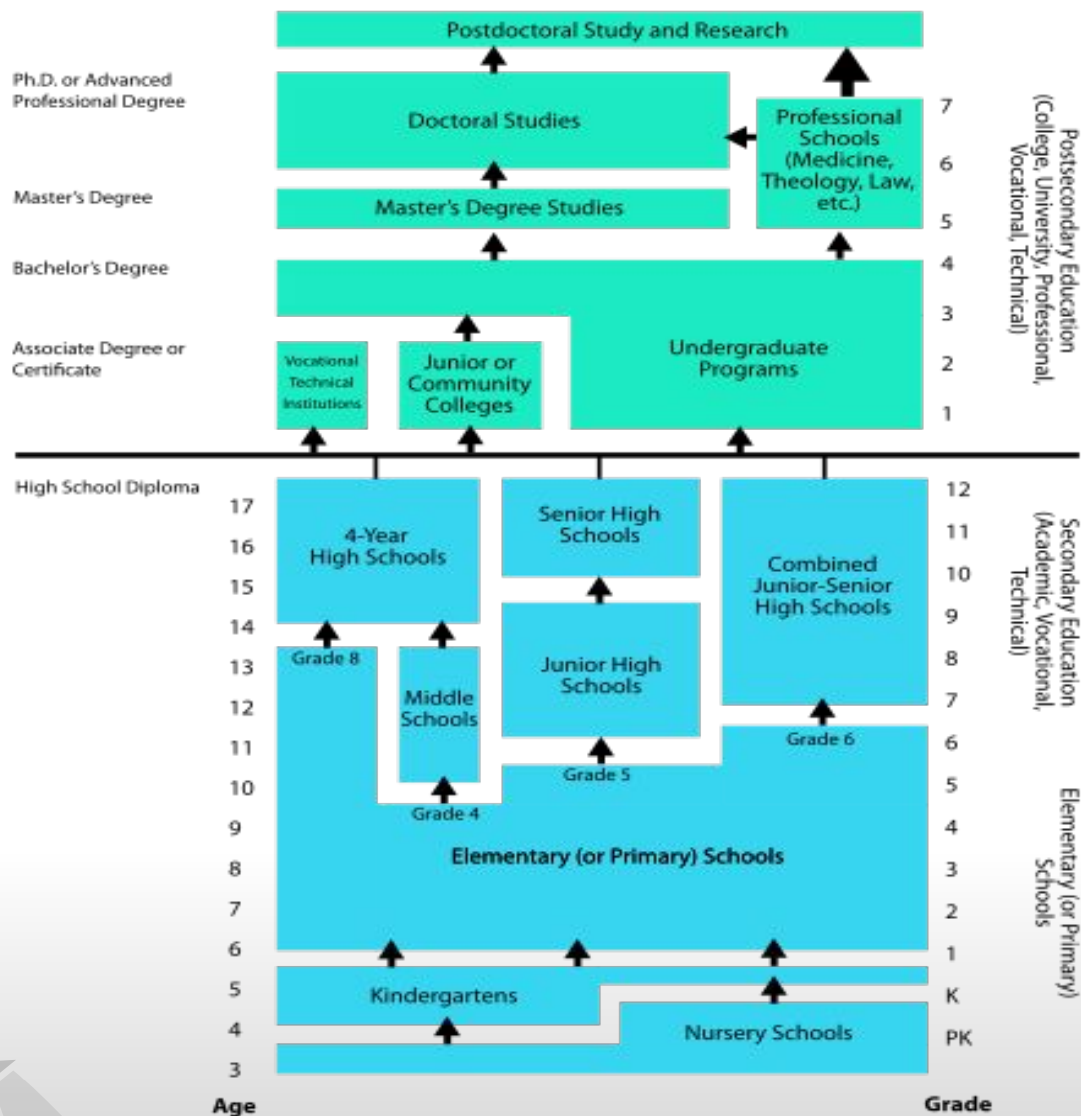 Postdoctoral Study and Research
Ph.D. or Advanced
Professional Degree
Doctoral Studies
Professional
Schools
(Medicine,
Theology, Law,
etc.)
7
6
Master's Degree
Master's Degree Studies
5
Bachelor's Degree
4
3
Associate Degree or
Certificate
Vocational
Technical
Institutions
Junior or
Community
Colleges
Undergraduate
Programs
2
1
Postsecondary Education
(College, University, Professional,
Vocational, Technical)
High School Diploma
17
16
15
14
13
12
11
10
9
8
7
6
5
4
3
Age
4-Year
High Schools
Senior High
Schools
Combined
Junior-Senior
High Schools
Grade 8
Middle
Schools
Junior High
Schools
Grade 6
Grade 5
Grade 4
Elementary (or Primary) Schools
Kindergartens
Nursery Schools
12
11
10
9
8
7
6
5
4
3
2
1
K
PK
Grade
Secondary Education
(Academic, Vocational,
Technical)
Elementary (or Primary)
Schools